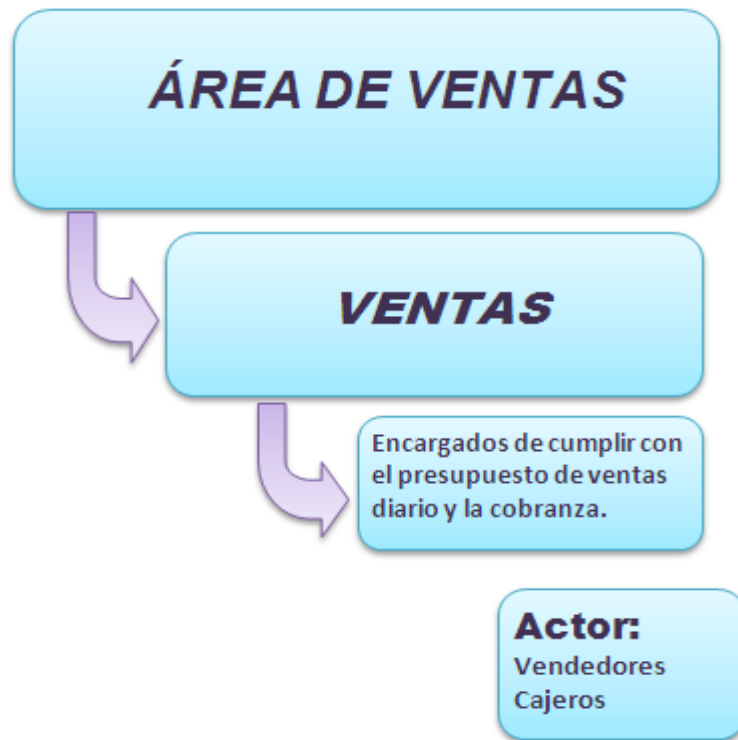 ÁREA DE VENTAS
VENTAS
Encargados de cumplir con
el presupuesto de ventas
diario y la cobranza.
Actor:
Vendedores
Cajeros